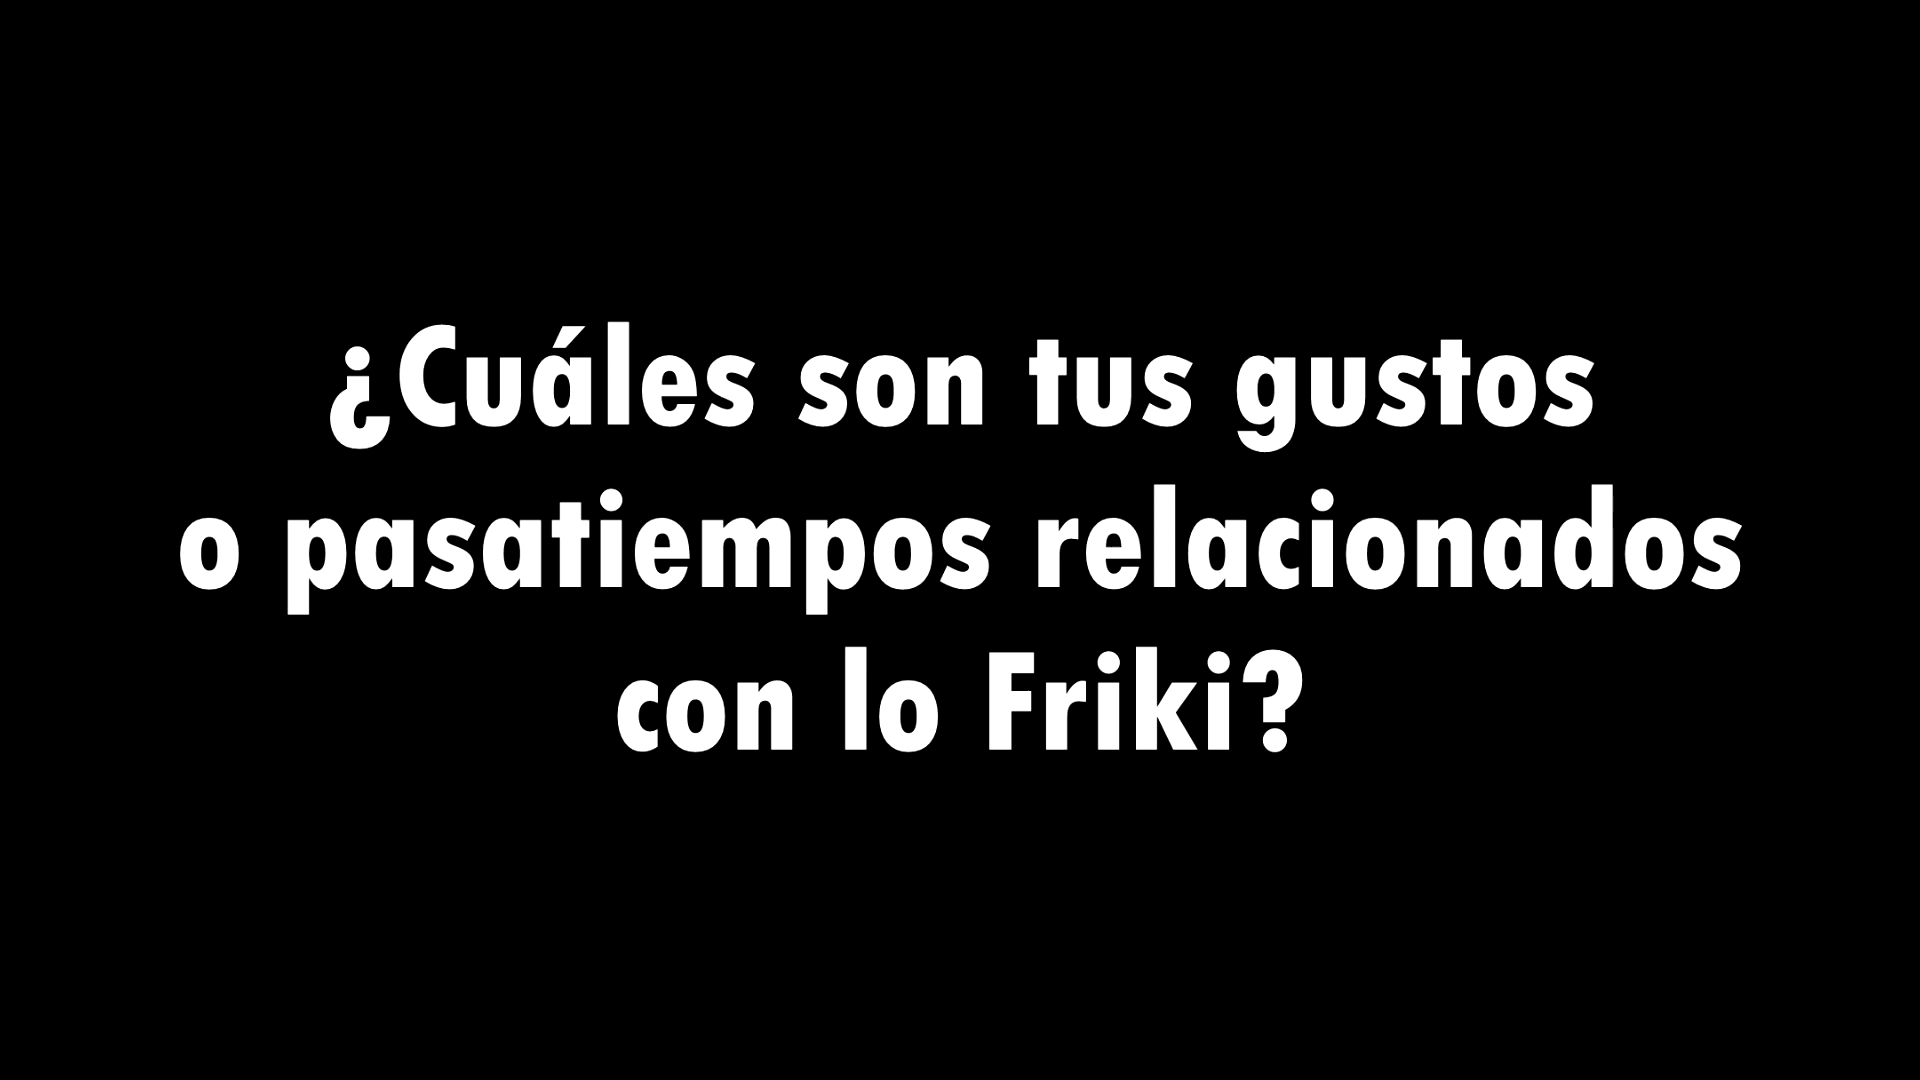 ¿Cuáles son tus gustos
o pasatiempos relacionados
con lo Friki?